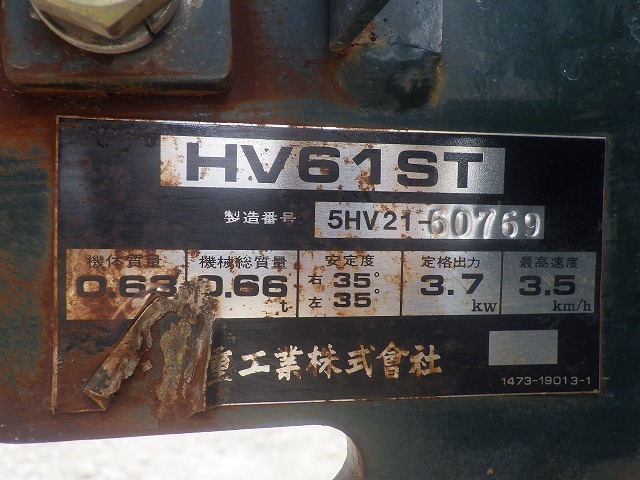 HV61ST
製造番号 5HV21-60769
機体質量 機械総質量 安定度 定格出力 最高速度
0.63 0.66 t 右 35° 左 35° 3.7 kw 3.5 km/h
重工業株式會社
1473-19013-1